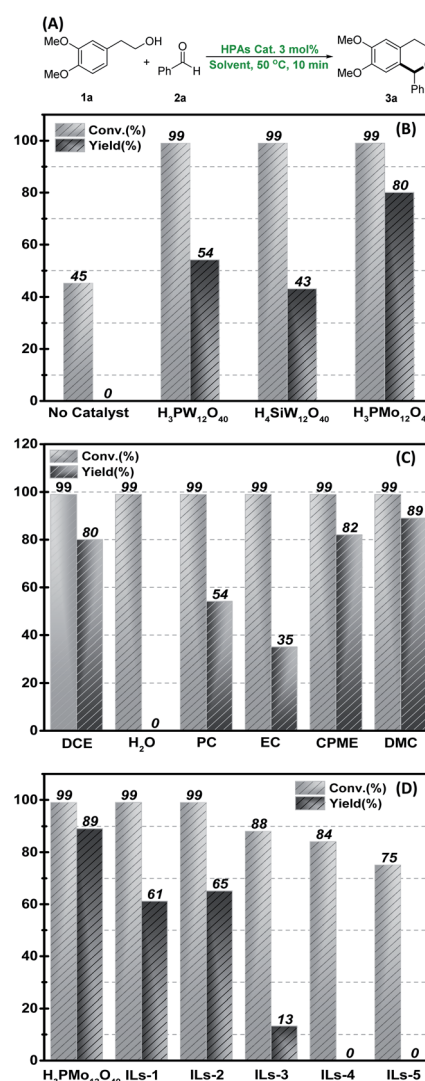 (A)
MeO
MeO
OH
1a
+
O
Ph
H
2a
HPAs Cat. 3 mol%
Solvent, 50 °C, 10 min
MeO
MeO
Ph
3a
(B)
Conv.(%)
Yield(%)
100
80
60
40
20
0
45
0
99
54
99
43
99
80
No Catalyst
H₃PW₁₂O₄₀
H₄SiW₁₂O₄₀
(C)
Conv.(%)
Yield(%)
120
100
80
60
40
20
0
99
80
99
0
99
54
99
35
99
82
99
89
DCE
H₂O
PC
EC
CPME
DMC
(D)
Conv.(%)
Yield(%)
100
80
60
40
20
0
99
89
99
61
99
65
88
13
84
0
75
0
H₃PMo₁₂O₄₀
ILs-1
ILs-2
ILs-3
ILs-4
ILs-5